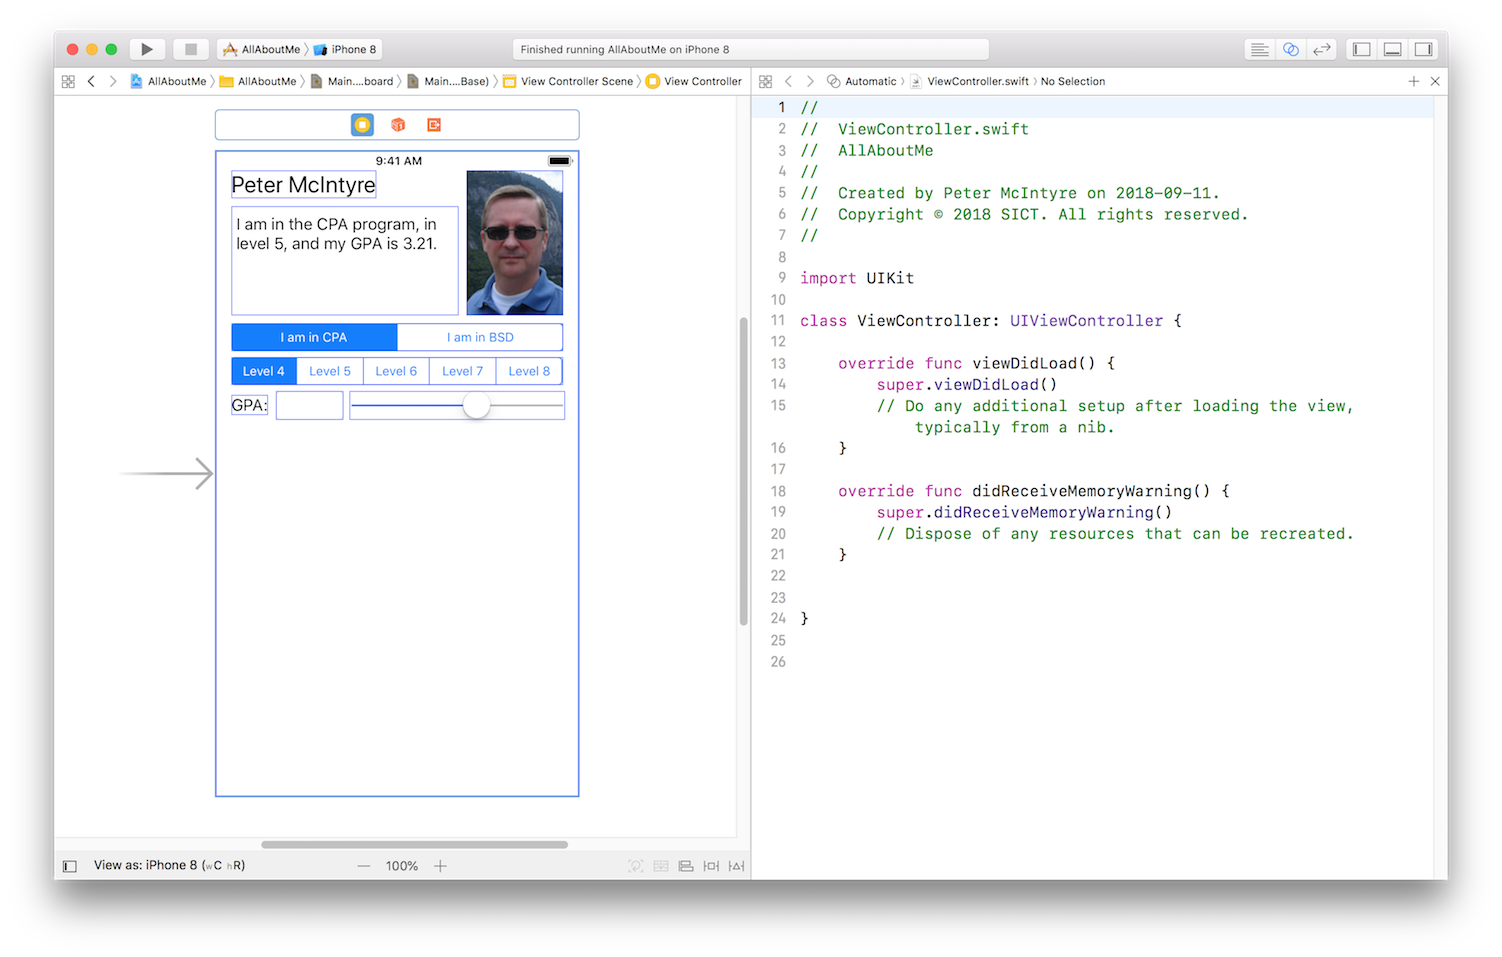 AllAboutMe iPhone 8
Finished running AllAboutMe on iPhone 8
AllAboutMe AllAboutMe Main....board Main....Base) View Controller Scene View Controller
Automatic ViewController.swift No Selection
9:41 AM
Peter McIntyre
I am in the CPA program, in
level 5, and my GPA is 3.21.
I am in CPA I am in BSD
Level 4 Level 5 Level 6 Level 7 Level 8
GPA:
View as: iPhone 8 (wC hR)
100%
1 //
2 // ViewController.swift
3 // AllAboutMe
4 //
5 // Created by Peter McIntyre on 2018-09-11.
6 // Copyright © 2018 SICT. All rights reserved.
7 //
8
9 import UIKit
10
11 class ViewController: UIViewController {
12
13 override func viewDidLoad() {
14 super.viewDidLoad()
15 // Do any additional setup after loading the view,
typically from a nib.
16 }
17
18 override func didReceiveMemoryWarning() {
19 super.didReceiveMemoryWarning()
20 // Dispose of any resources that can be recreated.
21 }
22
23
24 }
25
26